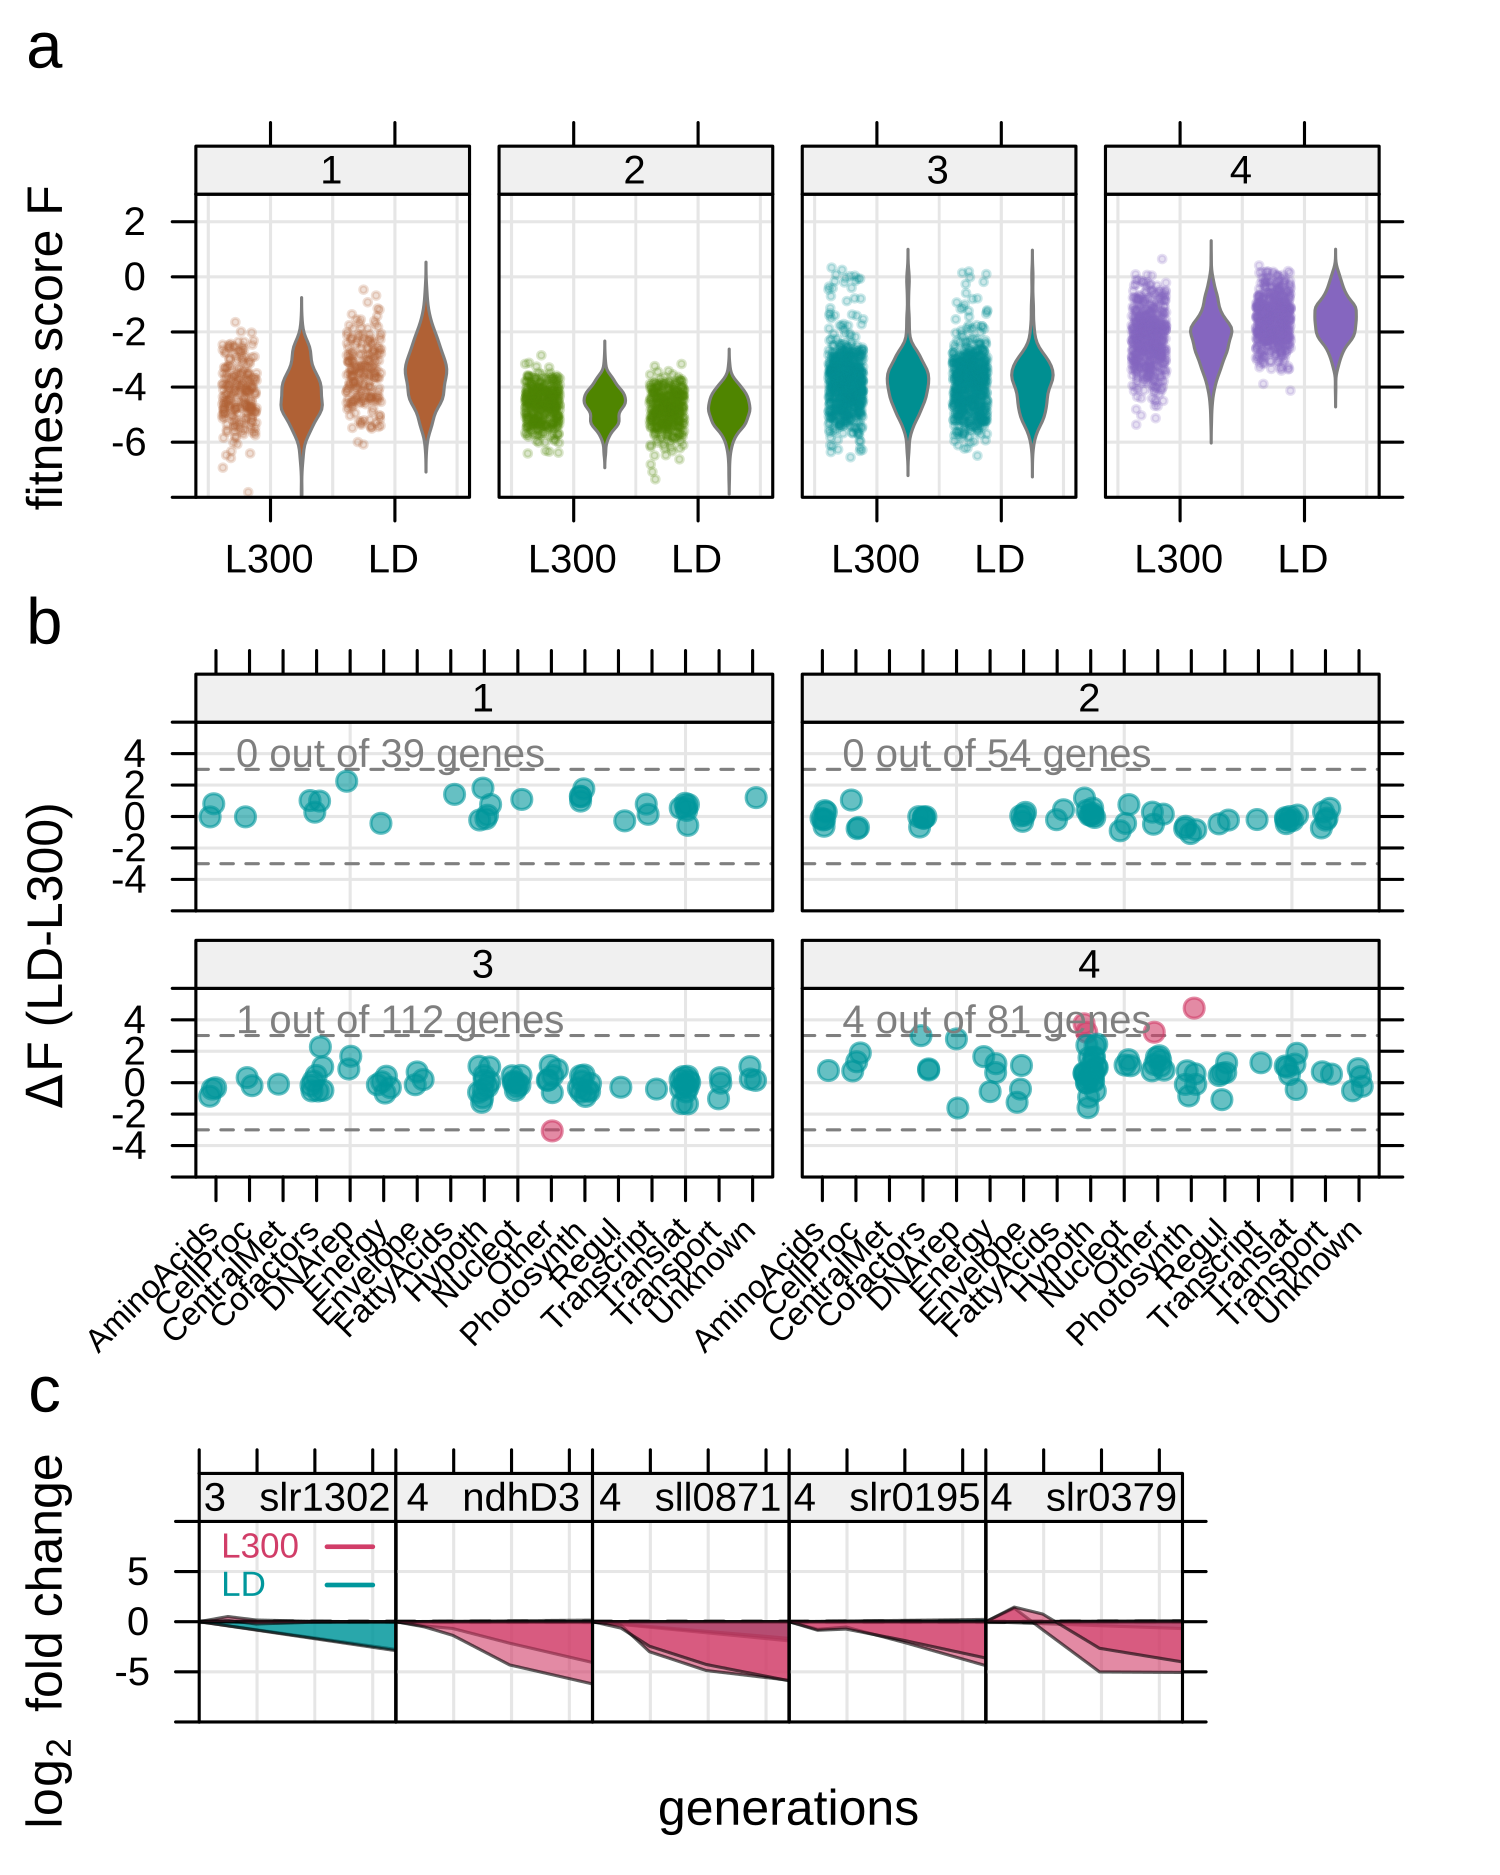 a
1 2 3 4
fitness score F
2
0
-2
-4
-6
L300 LD L300 LD L300 LD L300 LD
b
1 2
ΔF (LD-L300)
4
2
0
-2
-4
0 out of 39 genes
0 out of 54 genes
3 4
4
2
0
-2
-4
1 out of 112 genes
4 out of 81 genes
AminoAcids
CellProc
CentralMet
Cofactors
DNArep
Energy
Envelope
FattyAcids
Hypoth
Nucleot
Other
Photosynth
Regul
Transcript
Translat
Transport
Unknown
AminoAcids
CellProc
CentralMet
Cofactors
DNArep
Energy
Envelope
FattyAcids
Hypoth
Nucleot
Other
Photosynth
Regul
Transcript
Translat
Transport
Unknown
c
log2 fold change
3 slr1302 4 ndhD3 4 sll0871 4 slr0195 4 slr0379
L300
LD
5
0
-5
generations